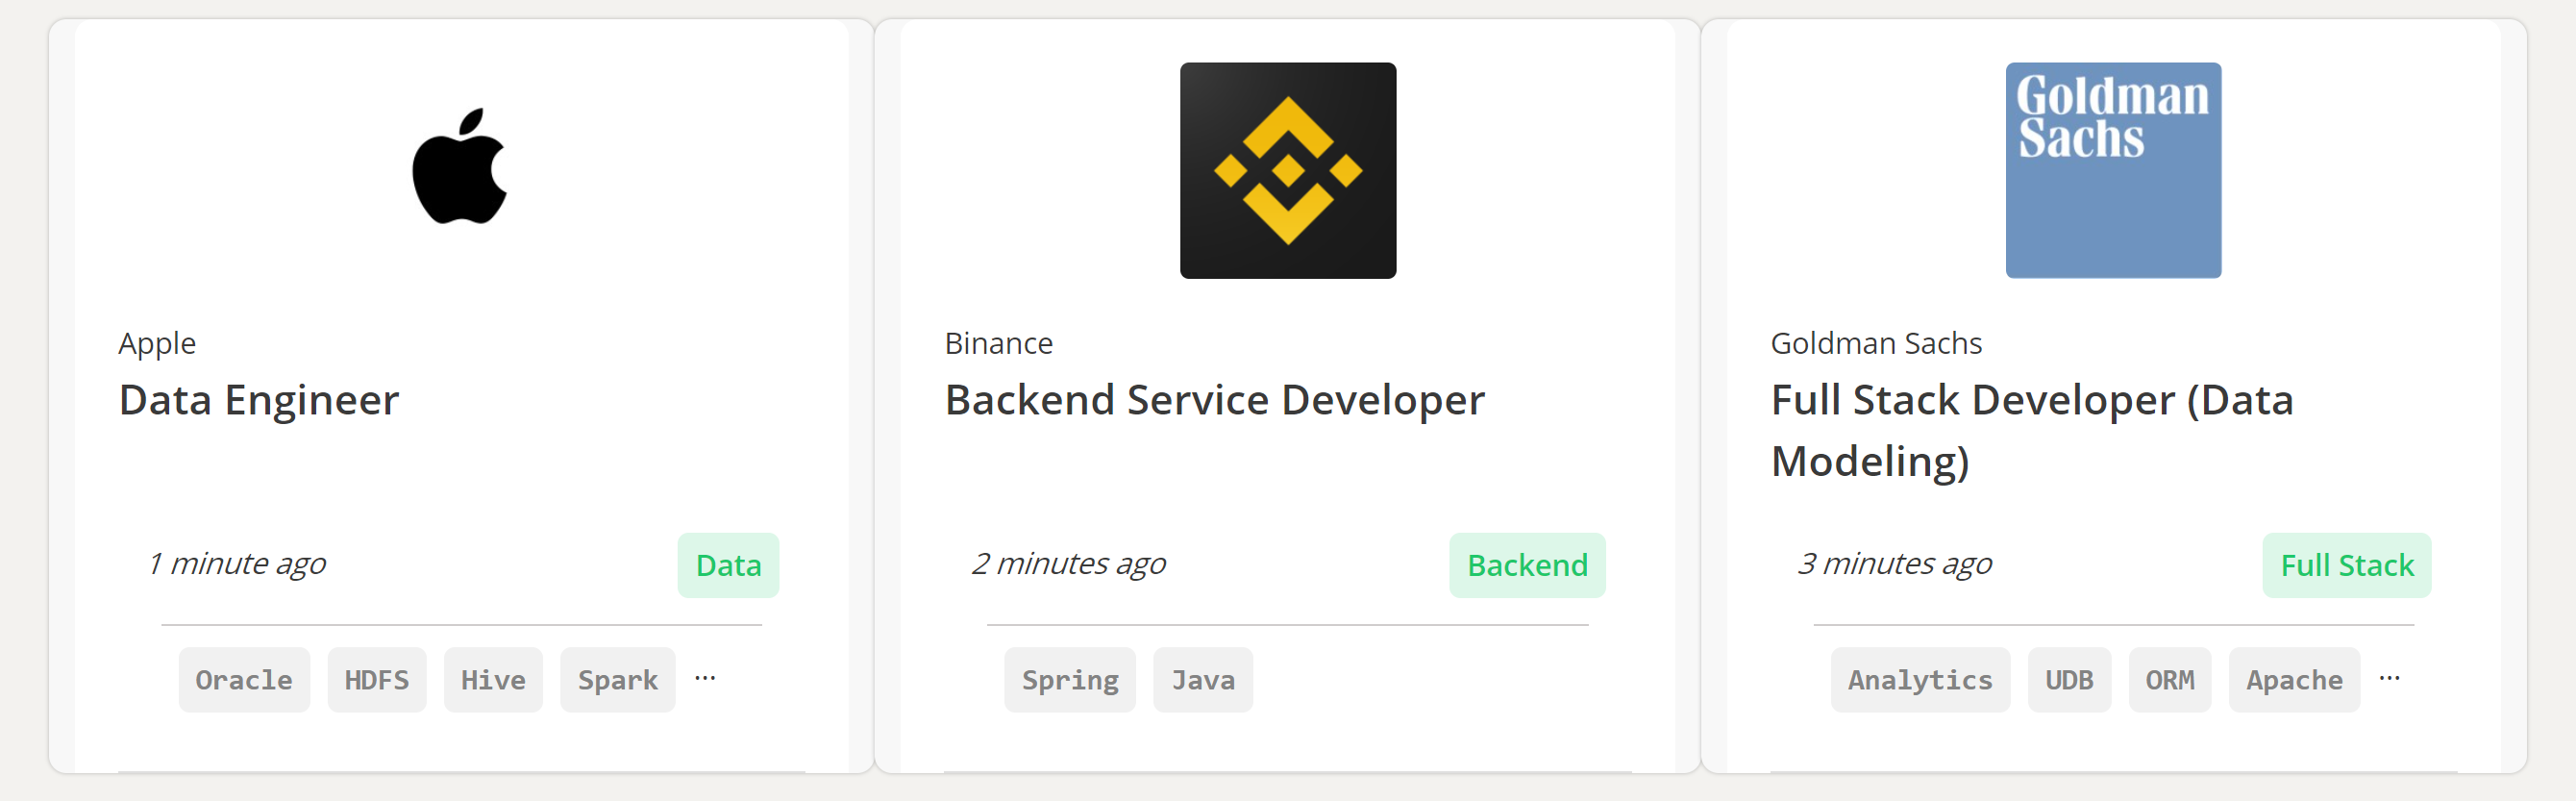 Goldman
Sachs
Apple
Data Engineer
1 minute ago
Data
Oracle HDFS Hive Spark ...
Binance
Backend Service Developer
2 minutes ago
Backend
Spring Java
Goldman Sachs
Full Stack Developer (Data
Modeling)
3 minutes ago
Full Stack
Analytics UDB ORM Apache ...